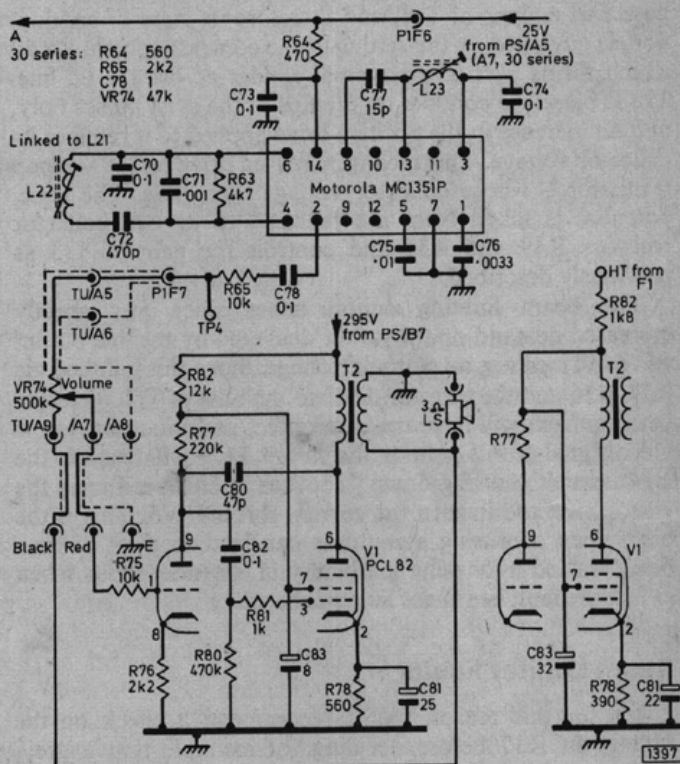 A
P1F6
25V
from PS/A5
(A7, 30 series)
30 series: R64 560
R65 2k2
C78 1
VR74 47k
R64
470
C73
0·1
C77
15p
L23
C74
0·1
Linked to L21
L22
C70
0·1
C71
·001
R63
4k7
C72
470p
6 14 8 10 13 11 3
Motorola MC1351P
4 2 9 12 5 7 1
C75
·01
C76
·0033
TU/A5
P1F7
TU/A6
R65
10k
C78
0·1
TP4
VR74
500k
Volume
TU/A9
/A7
/A8
Black
Red
E
R75
10k
295V
from PS/B7
R82
12k
T2
R77
220k
3Ω
LS
C80
47p
9
C82
0·1
6
V1
PCL82
1
8
7
3
2
R81
1k
R76
2k2
R80
470k
C83
8
R78
560
C81
25
HT from
F1
R82
1k8
T2
R77
9
6
V1
7
2
C83
32
R78
390
C81
22
1397